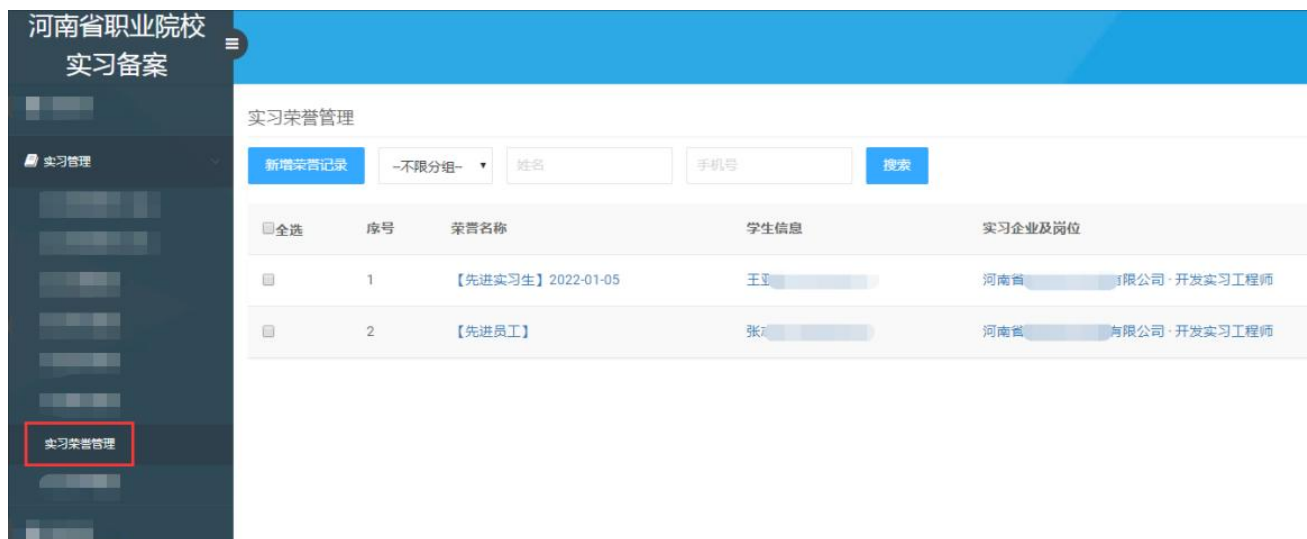 河南省职业院校
实习备案
实习管理
实习荣誉管理
实习荣誉管理
新增荣誉记录 --不限分组-- 姓名 手机号 搜索
全选 序号 荣誉名称 学生信息 实习企业及岗位
1 【先进实习生】2022-01-05 王 河南省 有限公司 · 开发实习工程师
2 【先进员工】 张 河南省 有限公司 · 开发实习工程师